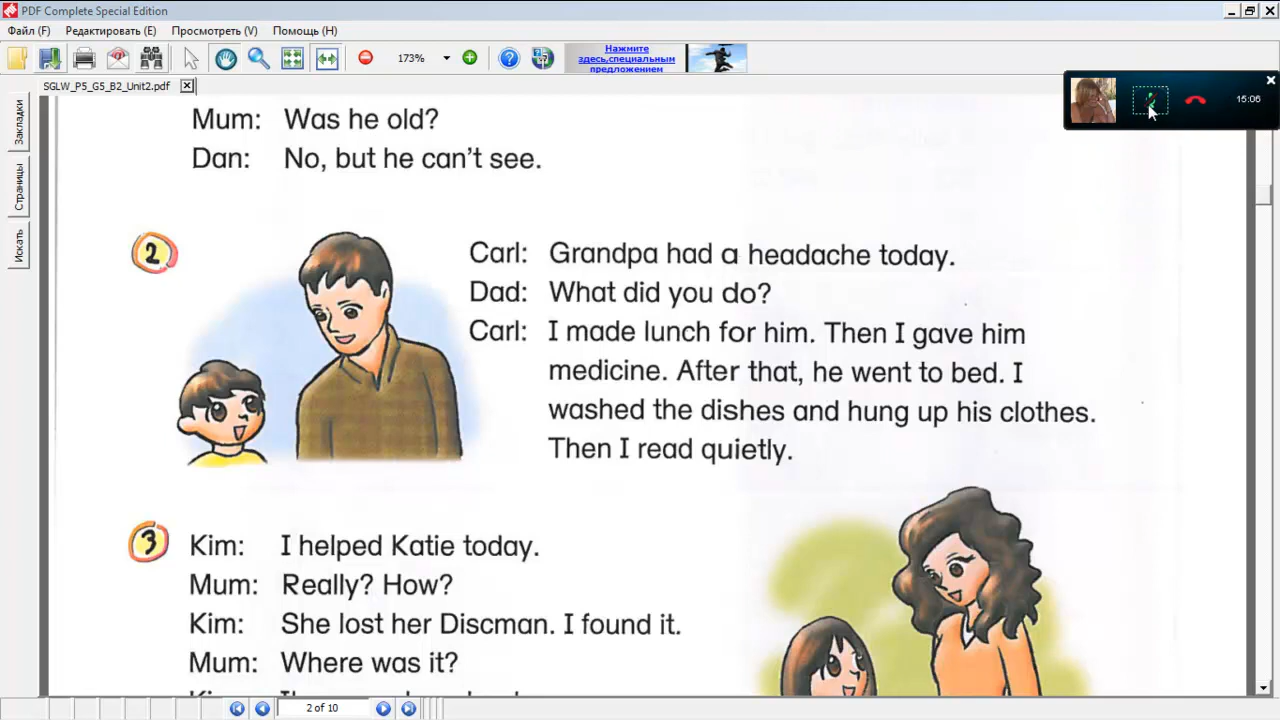 PDF Complete Special Edition
Файл (F) Редактировать (E) Просмотреть (V) Помощь (H)
173%
Нажмите
здесь,специальным
предложением
SGLW_P5_G5_B2_Unit2.pdf
15:06
Закладки
Страницы
Искать
Mum: Was he old?
Dan: No, but he can't see.
2
Carl: Grandpa had a headache today.
Dad: What did you do?
Carl: I made lunch for him. Then I gave him
medicine. After that, he went to bed. I
washed the dishes and hung up his clothes.
Then I read quietly.
3
Kim: I helped Katie today.
Mum: Really? How?
Kim: She lost her Discman. I found it.
Mum: Where was it?
2 of 10